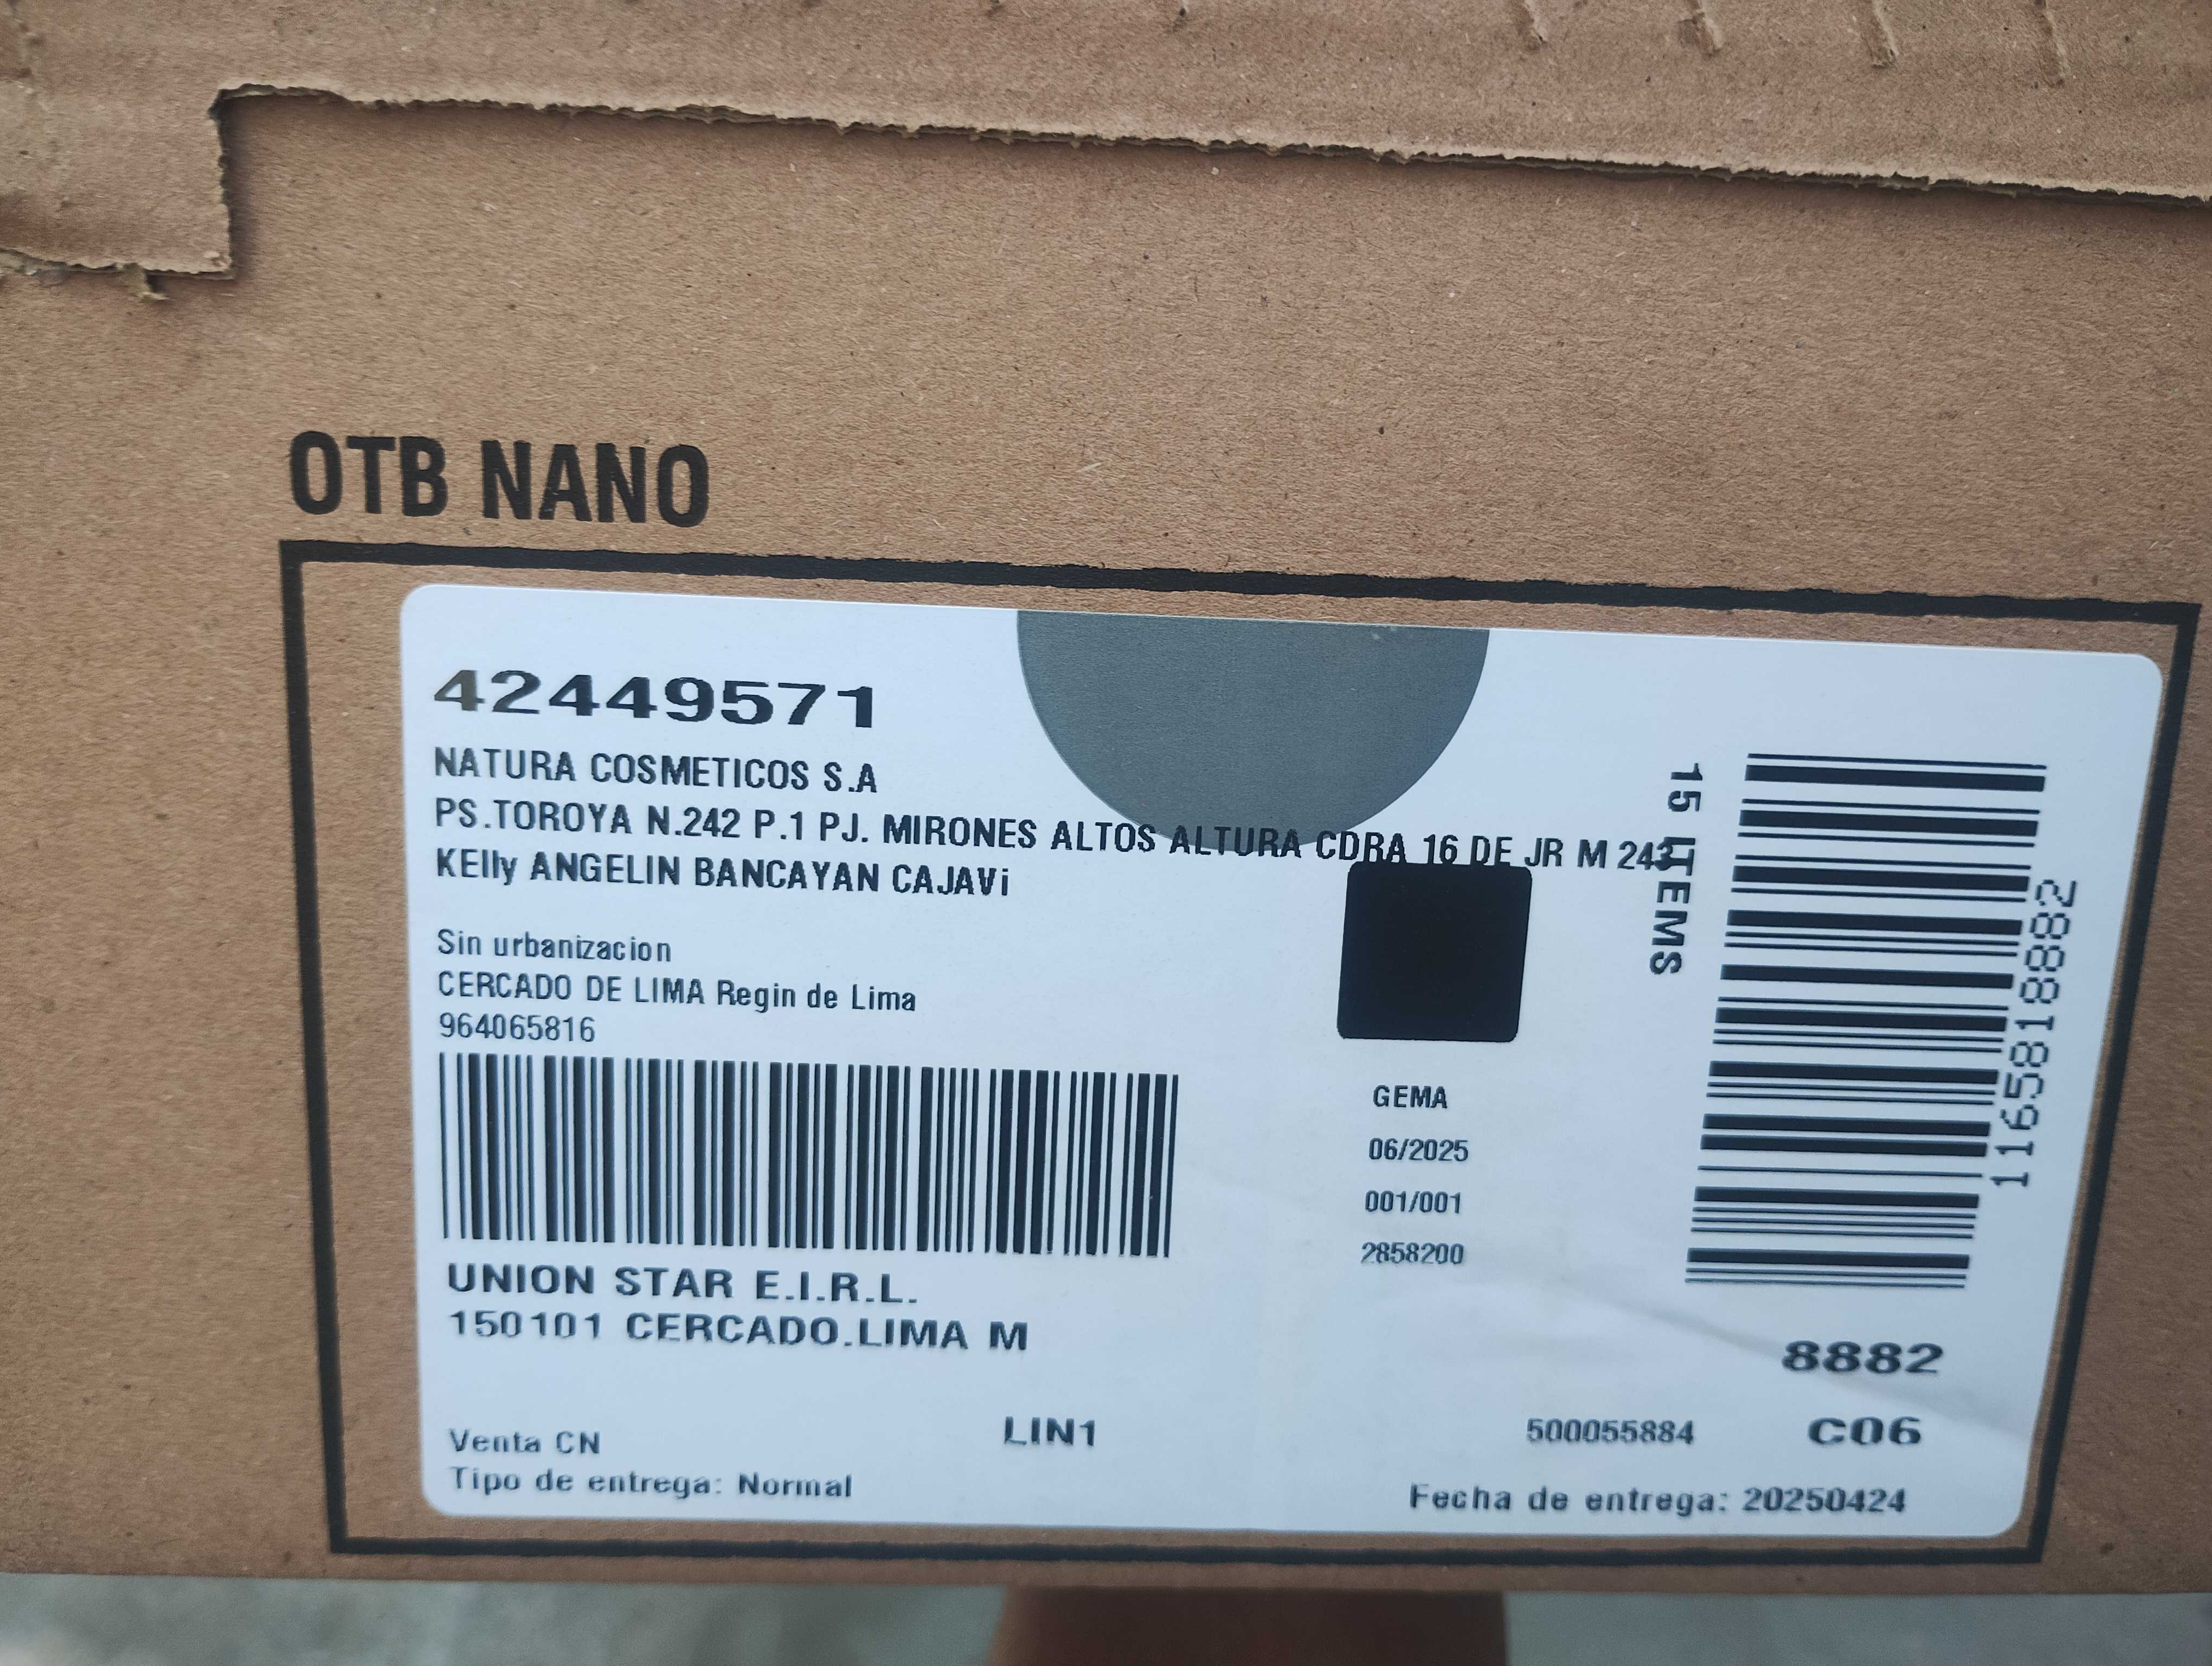 OTB NANO
42449571
NATURA COSMETICOS S.A
PS.TOROYA N.242 P.1 PJ. MIRONES ALTOS ALTURA CDRA 16 DE JR M 243
KElly ANGELIN BANCAYAN CAJAVi
15 ITEMS
Sin urbanizacion
CERCADO DE LIMA Regin de Lima
964065816
1165818882
GEMA
06/2025
001/001
2858200
UNION STAR E.I.R.L.
150101 CERCADO.LIMA M
8882
Venta CN
LIN1
500055884 C06
Tipo de entrega: Normal
Fecha de entrega: 20250424